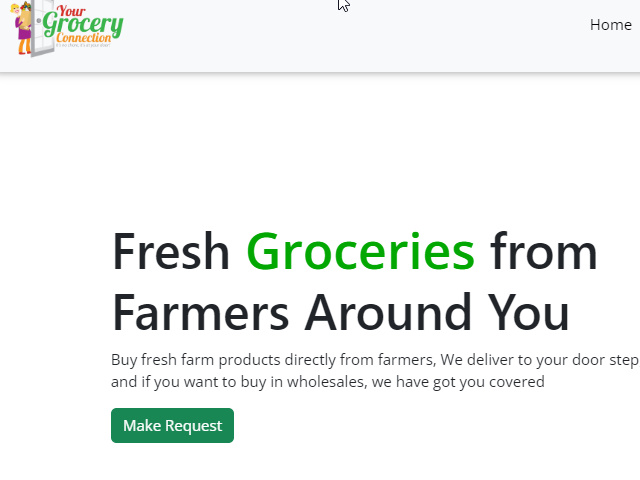 Your
Grocery
Connection
Home
Fresh Groceries from
Farmers Around You
Buy fresh farm products directly from farmers, We deliver to your door step
and if you want to buy in wholesales, we have got you covered
Make Request